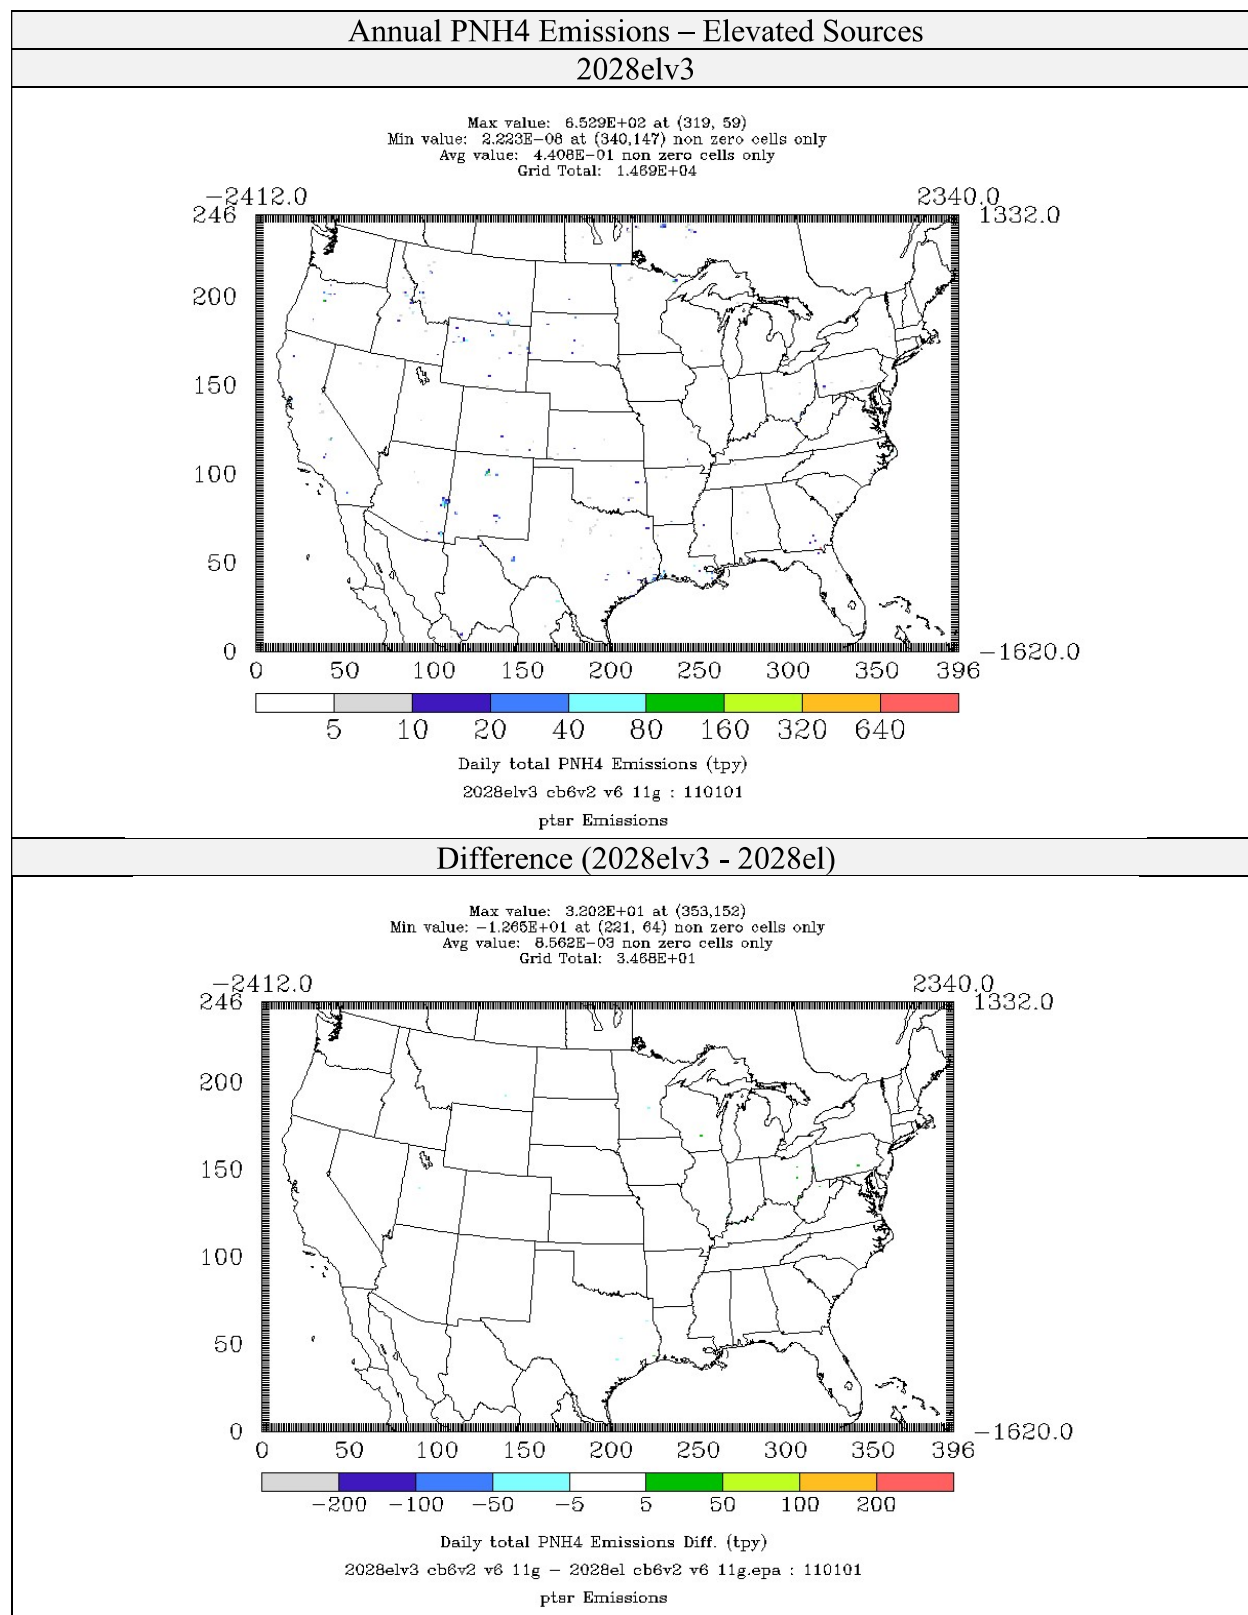 Annual PNH4 Emissions – Elevated Sources
2028elv3
Max value: 6.529E+02 at (319, 59)
Min value: 2.223E-08 at (340,147) non zero cells only
Avg value: 4.408E-01 non zero cells only
Grid Total: 1.469E+04
-2412.0 2340.0
246 1332.0
200
150
100
50
0 -1620.0
0 50 100 150 200 250 300 350 396
5 10 20 40 80 160 320 640
Daily total PNH4 Emissions (tpy)
2028elv3 cb6v2 v6 11g : 110101
ptsr Emissions
Difference (2028elv3 - 2028el)
Max value: 3.202E+01 at (353,152)
Min value: -1.265E+01 at (221, 64) non zero cells only
Avg value: 8.562E-03 non zero cells only
Grid Total: 3.468E+01
-2412.0 2340.0
246 1332.0
200
150
100
50
0 -1620.0
0 50 100 150 200 250 300 350 396
-200 -100 -50 -5 5 50 100 200
Daily total PNH4 Emissions Diff. (tpy)
2028elv3 cb6v2 v6 11g - 2028el cb6v2 v6 11g.epa : 110101
ptsr Emissions